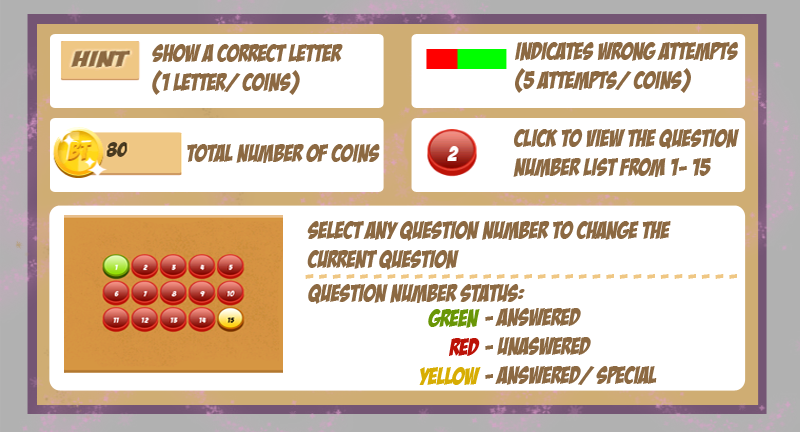 HINT
SHOW A CORRECT LETTER
(1 LETTER/ COINS)
INDICATES WRONG ATTEMPTS
(5 ATTEMPTS/ COINS)
BT
80
TOTAL NUMBER OF COINS
2
CLICK TO VIEW THE QUESTION
NUMBER LIST FROM 1- 15
1 2 3 4 5
6 7 8 9 10
11 12 13 14 15
SELECT ANY QUESTION NUMBER TO CHANGE THE
CURRENT QUESTION
QUESTION NUMBER STATUS:
GREEN - ANSWERED
RED - UNASWERED
YELLOW - ANSWERED/ SPECIAL